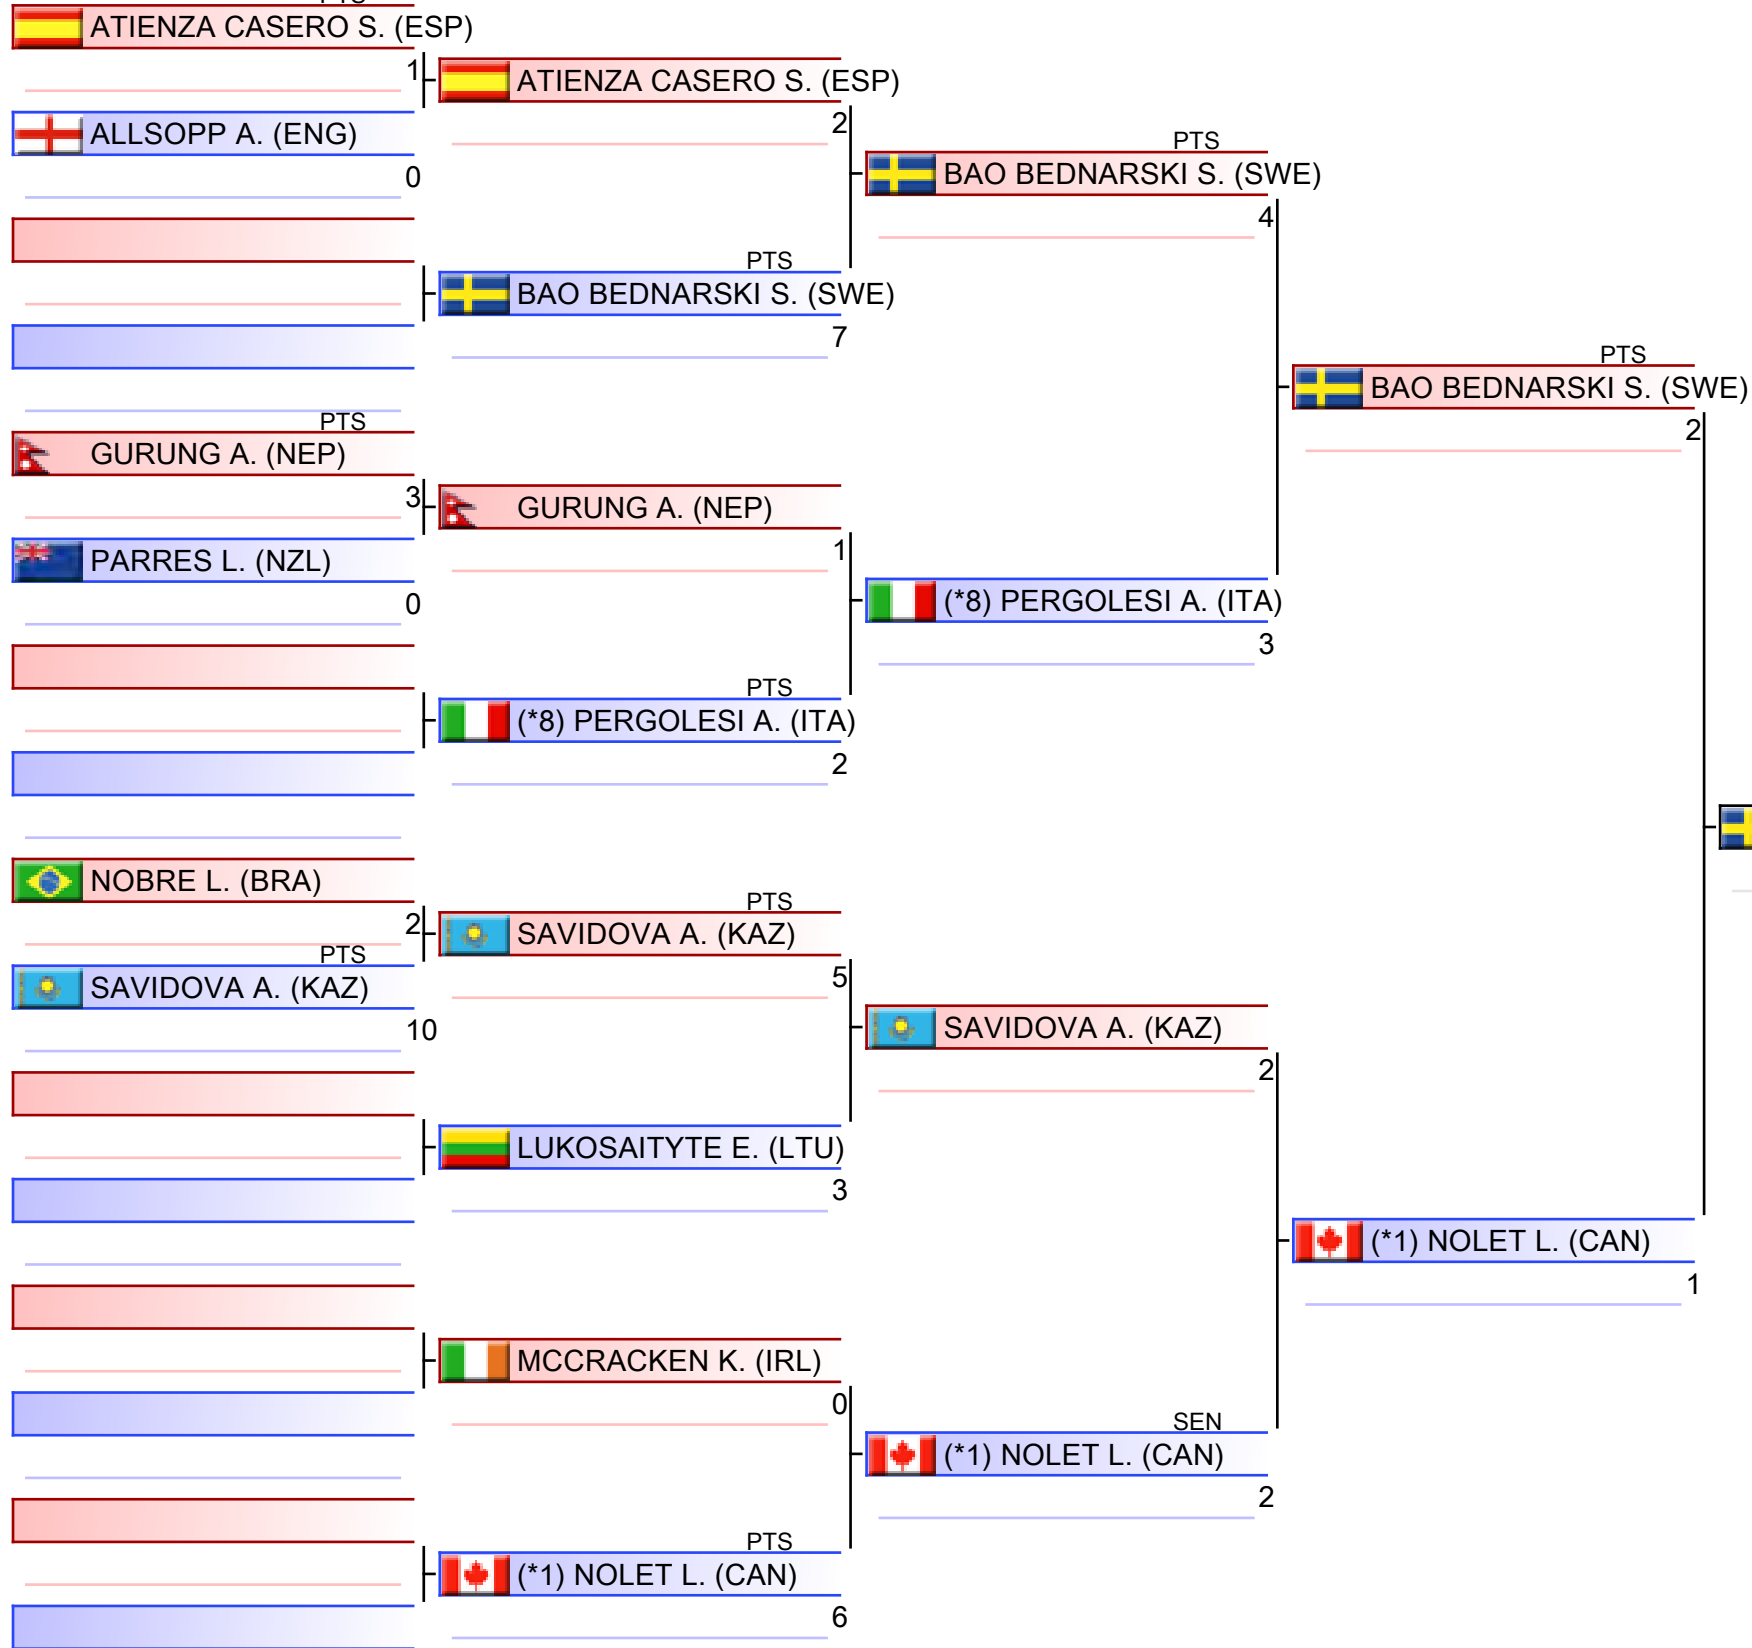 PTS
ATIENZA CASERO S. (ESP)
1
ALLSOPP A. (ENG)
0
PTS
GURUNG A. (NEP)
3
PARRES L. (NZL)
0
NOBRE L. (BRA)
2
PTS
SAVIDOVA A. (KAZ)
10
ATIENZA CASERO S. (ESP)
2
PTS
BAO BEDNARSKI S. (SWE)
7
GURUNG A. (NEP)
1
PTS
(*8) PERGOLESI A. (ITA)
2
PTS
SAVIDOVA A. (KAZ)
5
LUKOSAITYTE E. (LTU)
3
MCCRACKEN K. (IRL)
0
PTS
(*1) NOLET L. (CAN)
6
PTS
BAO BEDNARSKI S. (SWE)
4
(*8) PERGOLESI A. (ITA)
3
SAVIDOVA A. (KAZ)
2
SEN
(*1) NOLET L. (CAN)
2
PTS
BAO BEDNARSKI S. (SWE)
2
(*1) NOLET L. (CAN)
1